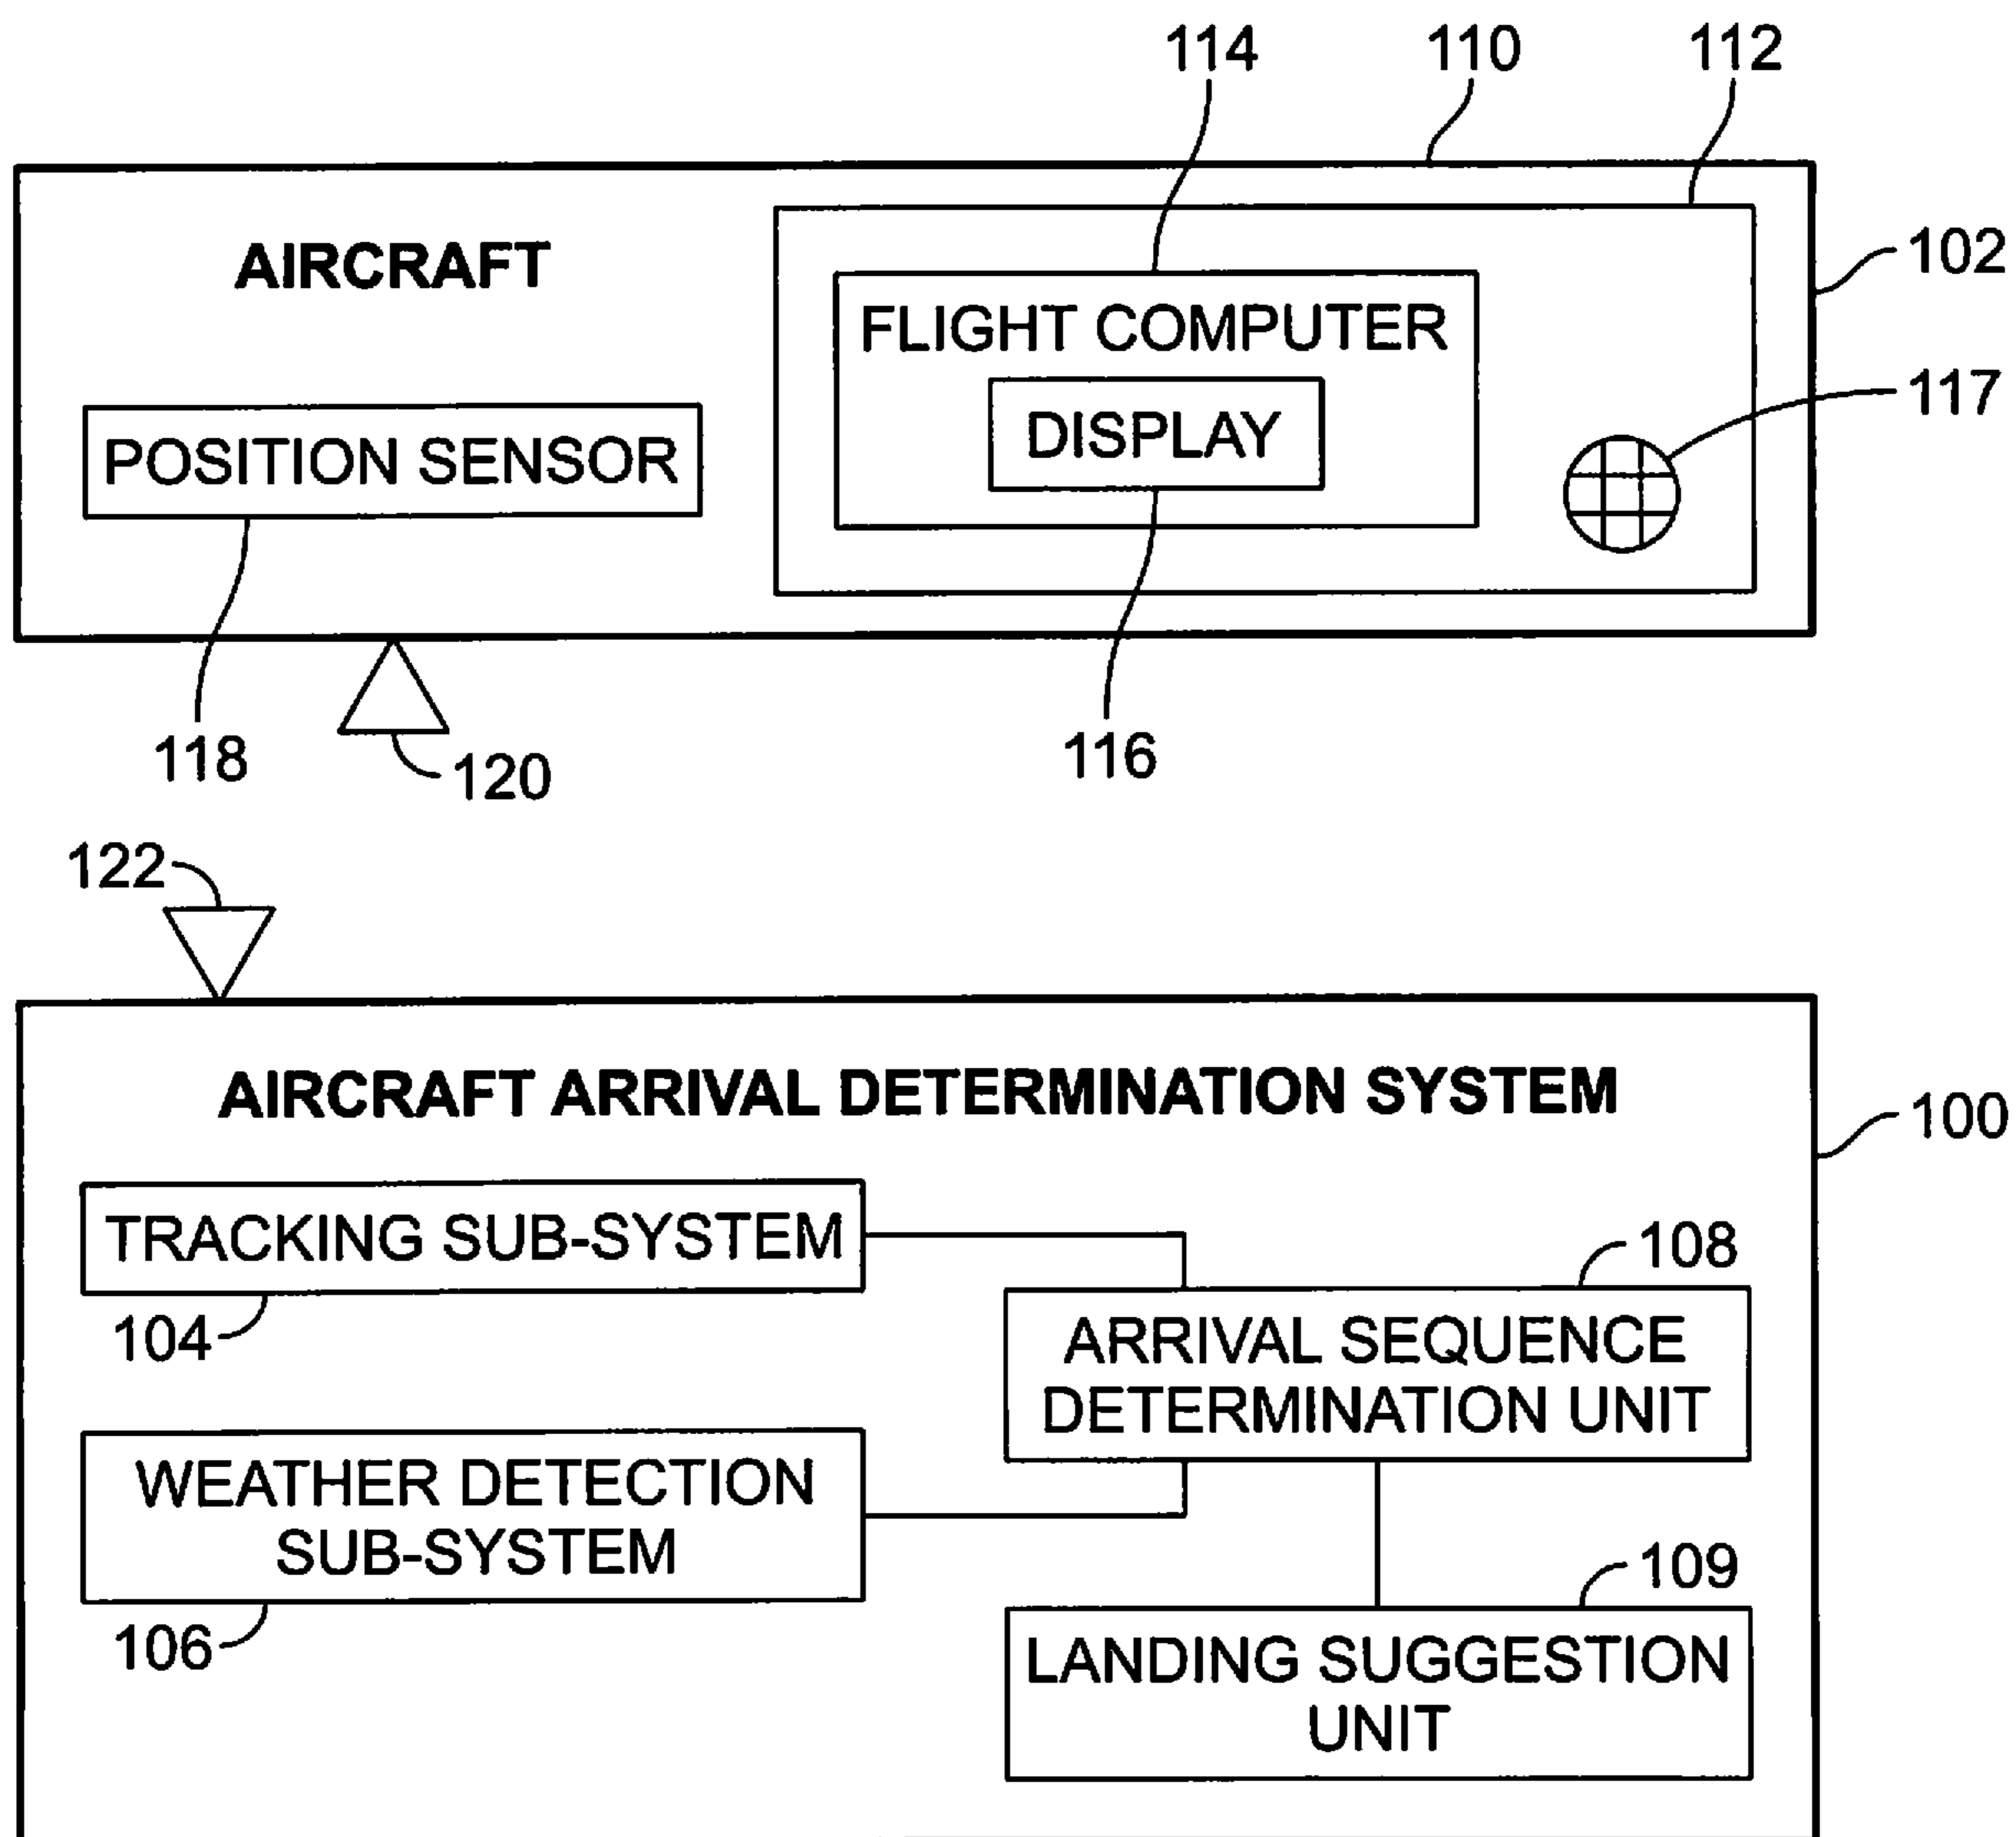 114
110
112
AIRCRAFT
102
FLIGHT COMPUTER
117
DISPLAY
POSITION SENSOR
118
120
116
122
AIRCRAFT ARRIVAL DETERMINATION SYSTEM
100
TRACKING SUB-SYSTEM
104
108
ARRIVAL SEQUENCE
DETERMINATION UNIT
WEATHER DETECTION
SUB-SYSTEM
106
109
LANDING SUGGESTION
UNIT